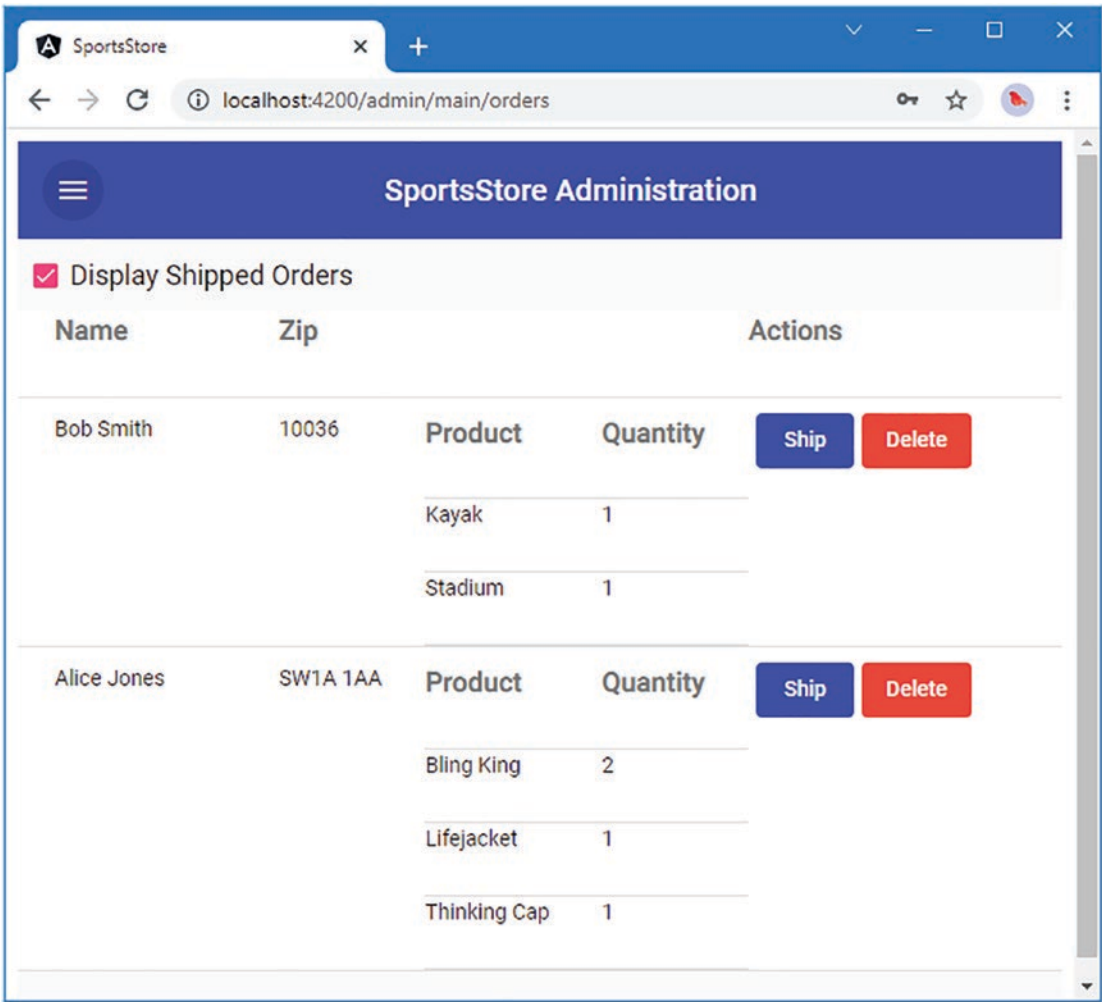 SportsStore
localhost:4200/admin/main/orders
SportsStore Administration
Display Shipped Orders
Name Zip Actions
Bob Smith 10036 Product Quantity Ship Delete
Kayak 1
Stadium 1
Alice Jones SW1A 1AA Product Quantity Ship Delete
Bling King 2
Lifejacket 1
Thinking Cap 1